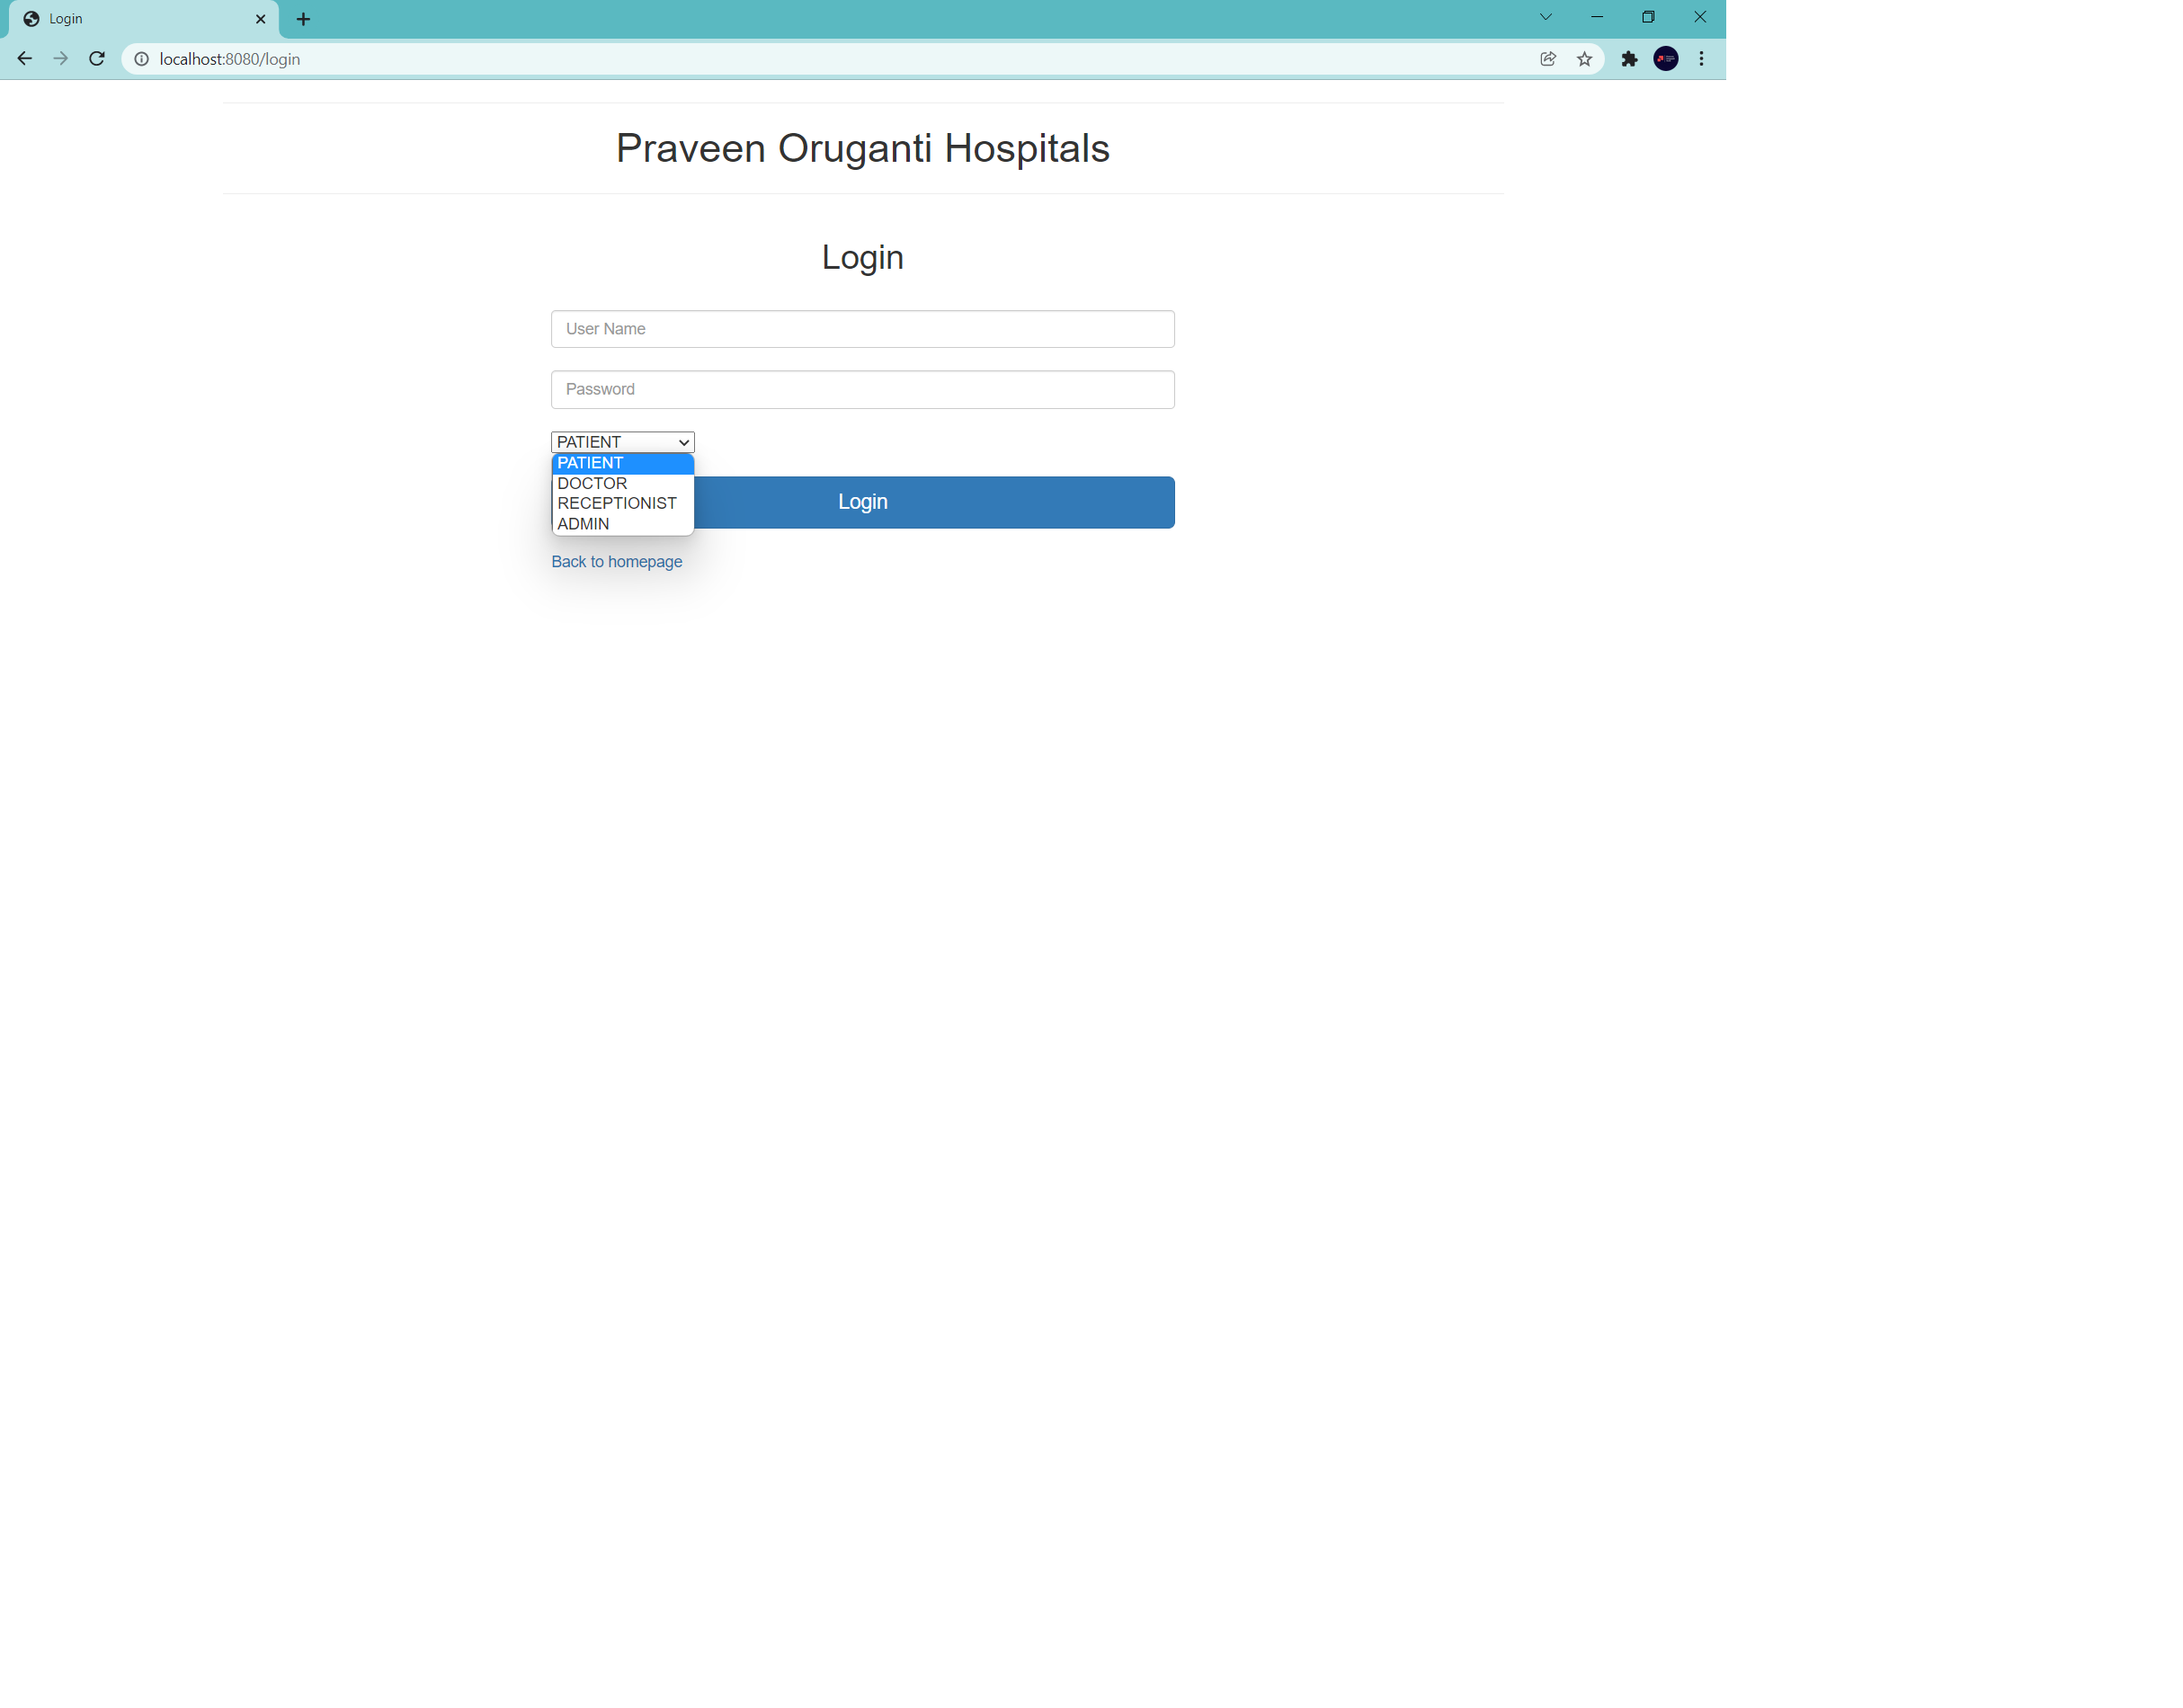 Login
localhost:8080/login
Praveen Oruganti Hospitals
Login
User Name
Password
PATIENT
PATIENT
DOCTOR
RECEPTIONIST
ADMIN
Login
Back to homepage